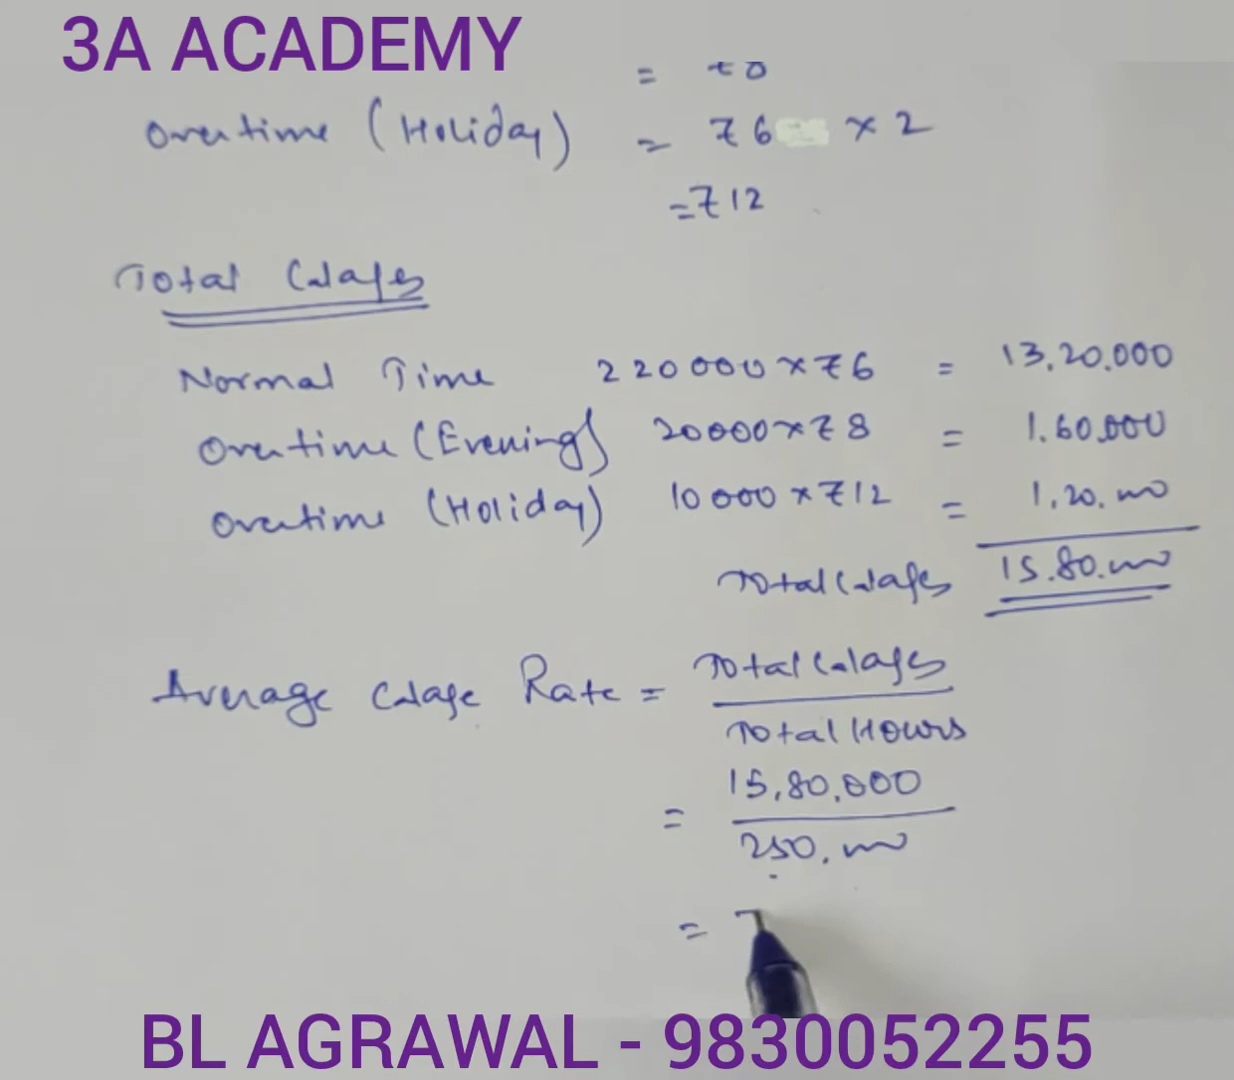 3A ACADEMY
= ₹8
Overtime (Holiday) = ₹6 × 2
= ₹12
Total Wages
Normal Time 220000 × ₹6 = 13,20,000
Overtime (Evening) 20000 × ₹8 = 1,60,000
Overtime (Holiday) 10000 × ₹12 = 1,20,000
Total Wages 15,80,000
Average Wage Rate = Total Wages
Total Hours
= 15,80,000
250,000
=
BL AGRAWAL - 9830052255